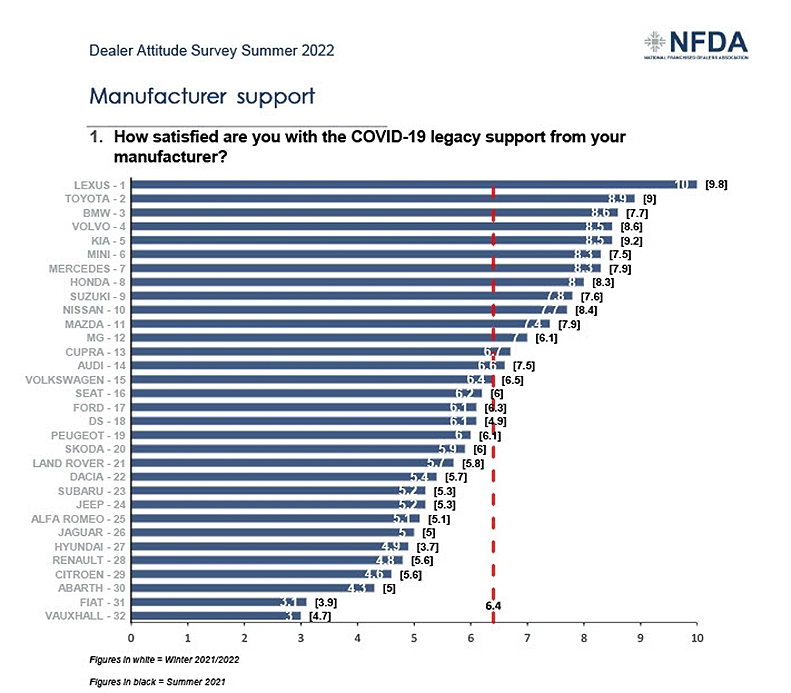 Dealer Attitude Survey Summer 2022
NFDA
NATIONAL FRANCHISED DEALERS ASSOCIATION
Manufacturer support
1. How satisfied are you with the COVID-19 legacy support from your
manufacturer?
LEXUS - 1 10 [9.8]
TOYOTA - 2 8.9 [9]
BMW - 3 8.6 [7.7]
VOLVO - 4 8.5 [8.6]
KIA - 5 8.5 [9.2]
MINI - 6 8.3 [7.5]
MERCEDES - 7 8.3 [7.9]
HONDA - 8 8 [8.3]
SUZUKI - 9 7.8 [7.6]
NISSAN - 10 7.7 [8.4]
MAZDA - 11 7.4 [7.9]
MG - 12 7 [6.1]
CUPRA - 13 6.7
AUDI - 14 6.6 [7.5]
VOLKSWAGEN - 15 6.4 [6.5]
SEAT - 16 6.2 [6]
FORD - 17 6.1 [6.3]
DS - 18 6.1 [4.9]
PEUGEOT - 19 6 [6.1]
SKODA - 20 5.9 [6]
LAND ROVER - 21 5.7 [5.8]
DACIA - 22 5.4 [5.7]
SUBARU - 23 5.2 [5.3]
JEEP - 24 5.2 [5.3]
ALFA ROMEO - 25 5.1 [5.1]
JAGUAR - 26 5 [5]
HYUNDAI - 27 4.9 [3.7]
RENAULT - 28 4.8 [5.6]
CITROEN - 29 4.6 [5.6]
ABARTH - 30 4.3 [5]
FIAT - 31 3.1 [3.9] 6.4
VAUXHALL - 32 3 [4.7]
0 1 2 3 4 5 6 7 8 9 10
Figures in white = Winter 2021/2022
Figures in black = Summer 2021